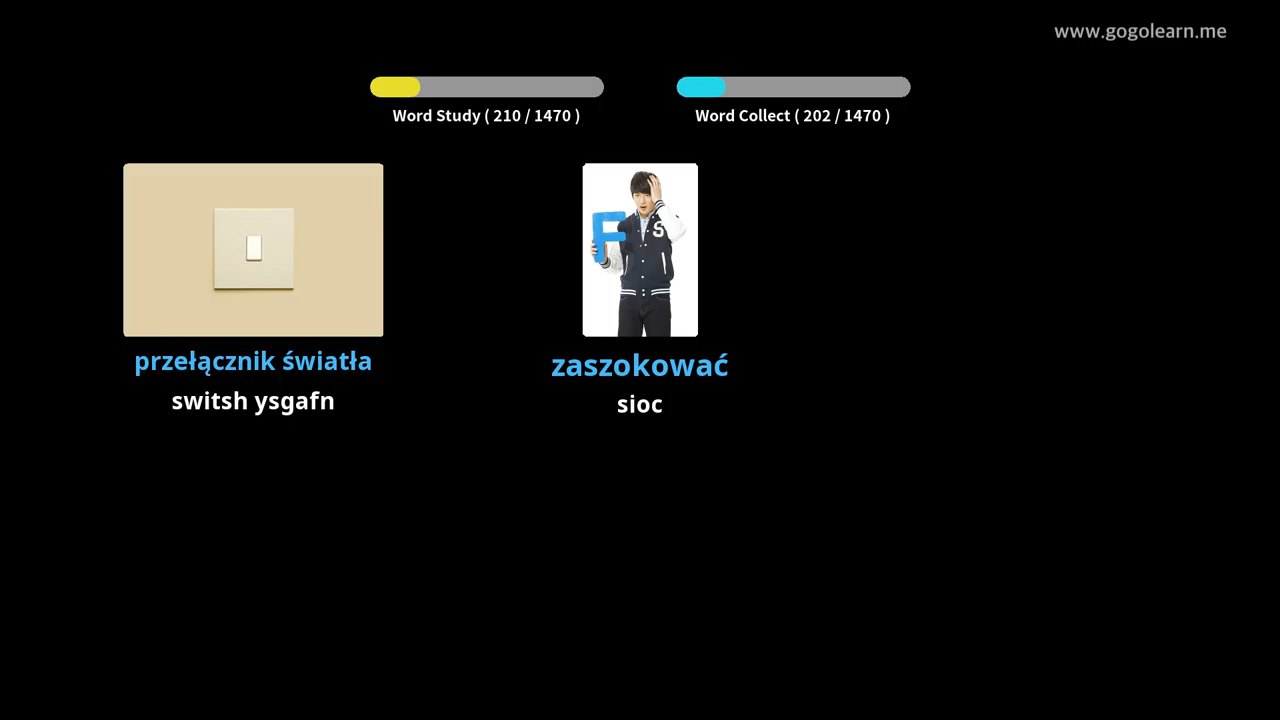 www.gogolearn.me
Word Study ( 210 / 1470 )
Word Collect ( 202 / 1470 )
F
S
przełącznik światła
switsh ysgafn
zaszokować
sioc